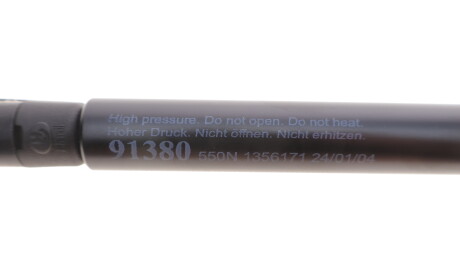 High pressure. Do not open. Do not heat.
Hoher Druck. Nicht öffnen. Nicht erhitzen.
91380 550N 1356171 24/01/04